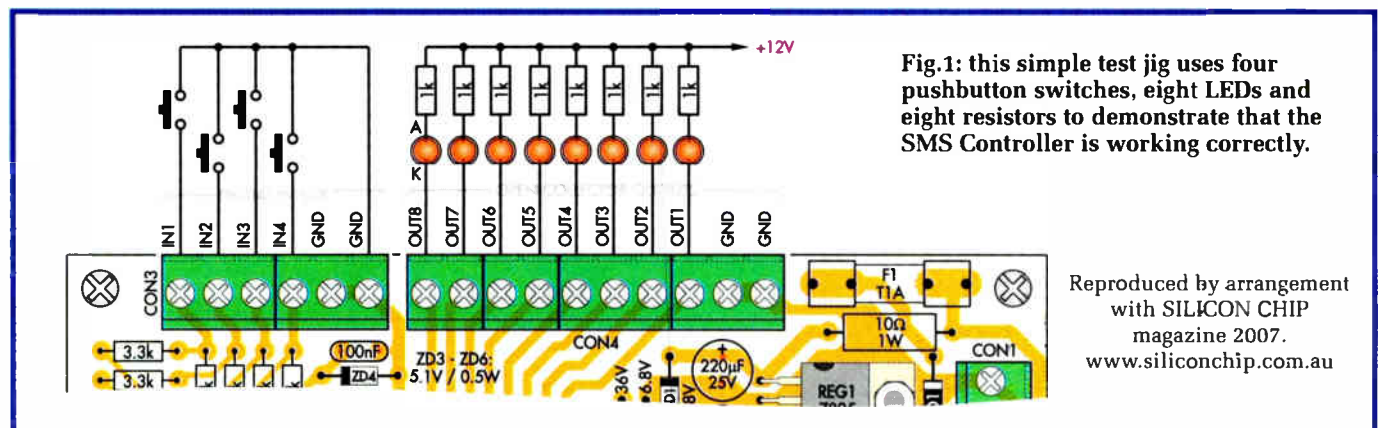 +12V
1k 1k 1k 1k 1k 1k 1k 1k
A
K
Fig.1: this simple test jig uses four
pushbutton switches, eight LEDs and
eight resistors to demonstrate that the
SMS Controller is working correctly.
IN1 IN2 IN3 IN4 GND GND
OUT8 OUT7 OUT6 OUT5 OUT4 OUT3 OUT2 OUT1 GND GND
CON3
CON4
F1
T1A
10Ω
1W
CON1
3.3k
3.3k
100nF
ZD4
ZD3 - ZD6:
5.1V / 0.5W
36V
6.8V
+
220µF
25V
REG1
Reproduced by arrangement
with SILICON CHIP
magazine 2007.
www.siliconchip.com.au